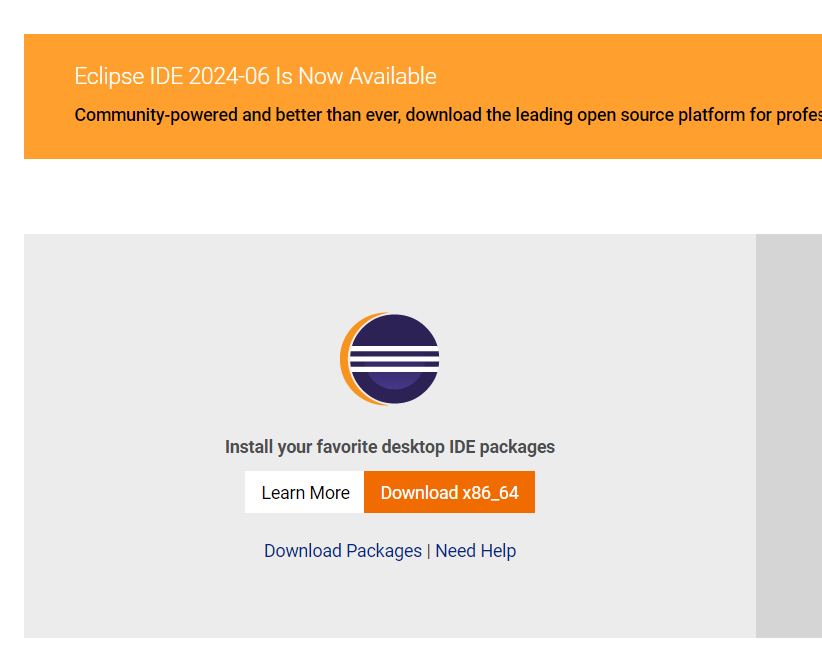 Eclipse IDE 2024-06 Is Now Available
Community-powered and better than ever, download the leading open source platform for
Install your favorite desktop IDE packages
Learn More Download x86_64
Download Packages | Need Help